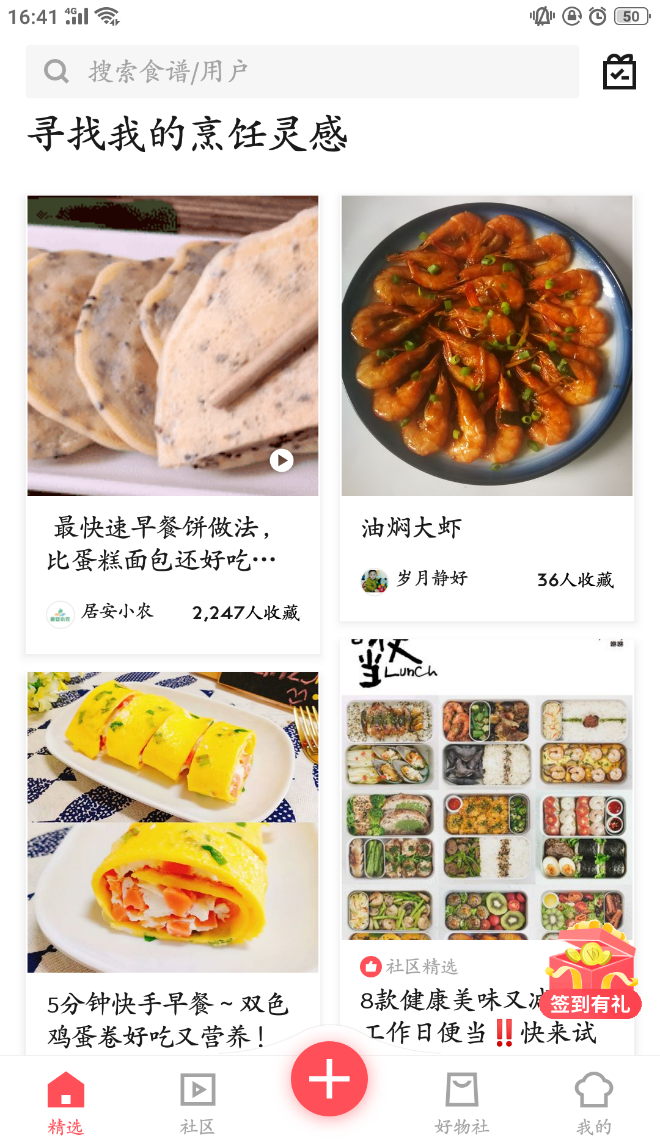 16:41
4G
50
搜索食谱/用户
寻找我的烹饪灵感
最快速早餐饼做法，
比蛋糕面包还好吃…
居安小农 2,247人收藏
油焖大虾
岁月静好 36人收藏
Lunch
5分钟快手早餐~双色
鸡蛋卷好吃又营养！
社区精选
8款健康美味又减
工作日便当‼️快来试
签到有礼
精选
社区
好物社
我的